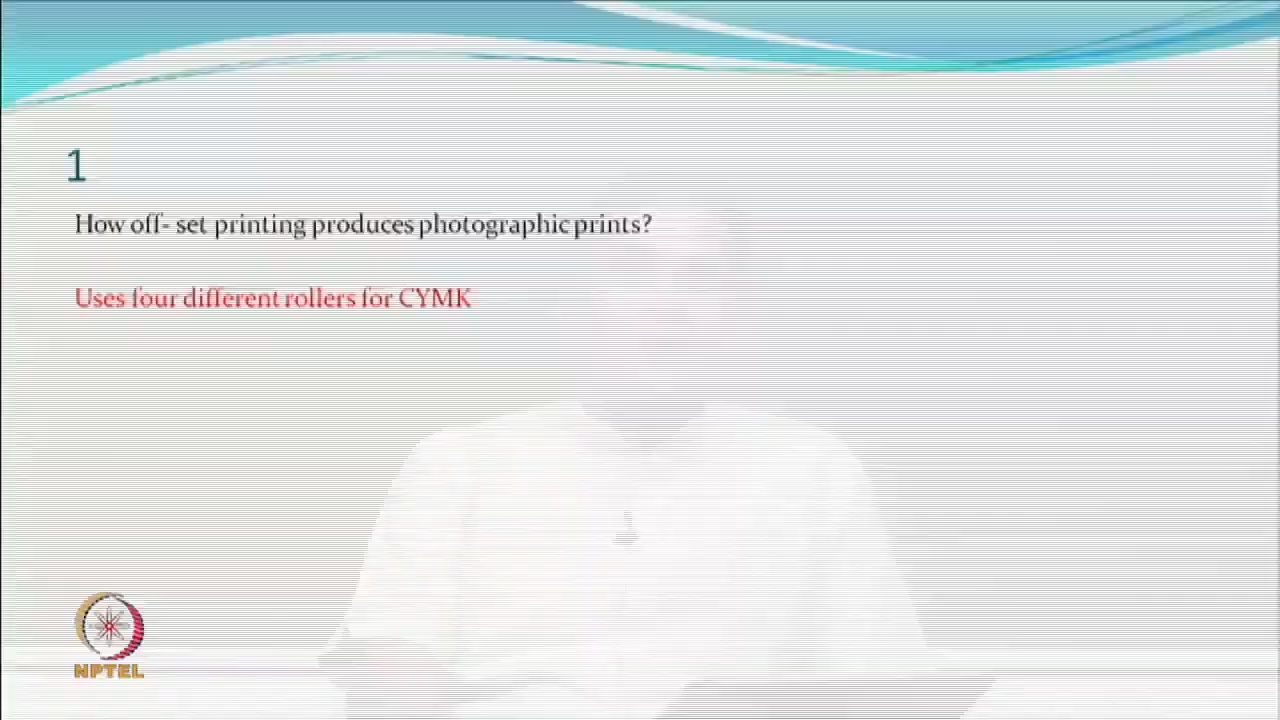 1
How off- set printing produces photographic prints?
Uses four different rollers for CYMK
NPTEL